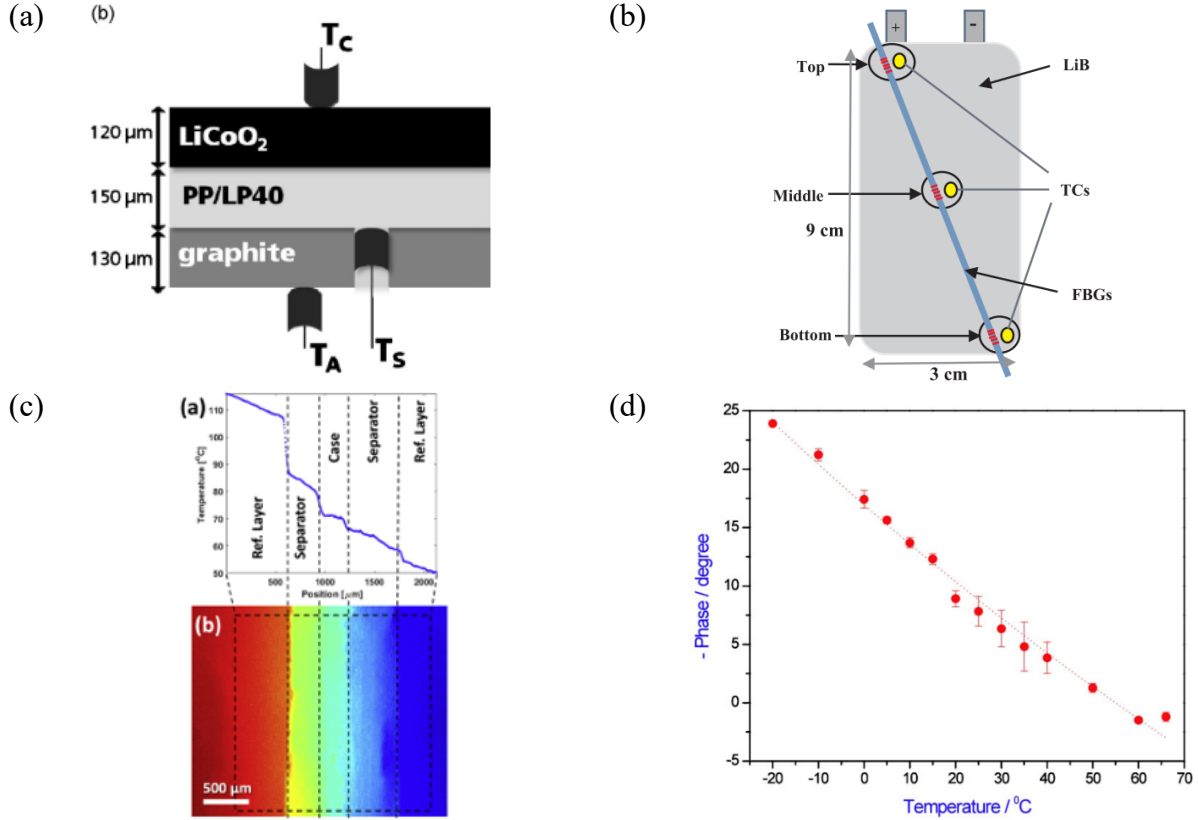 (a)
(b)
T_C
120 μm
LiCoO₂
150 μm
PP/LP40
130 μm
graphite
T_A
T_S
(b)
+
-
Top
LiB
Middle
TCs
9 cm
FBGs
Bottom
3 cm
(c)
(a)
Temperature [°C]
110
100
90
80
70
60
50
Ref. Layer
Separator
Case
Separator
Ref. Layer
500
1000
1500
2000
Position [μm]
(b)
500 μm
(d)
- Phase / degree
25
20
15
10
5
0
-5
-20
-10
0
10
20
30
40
50
60
70
Temperature / ⁰C